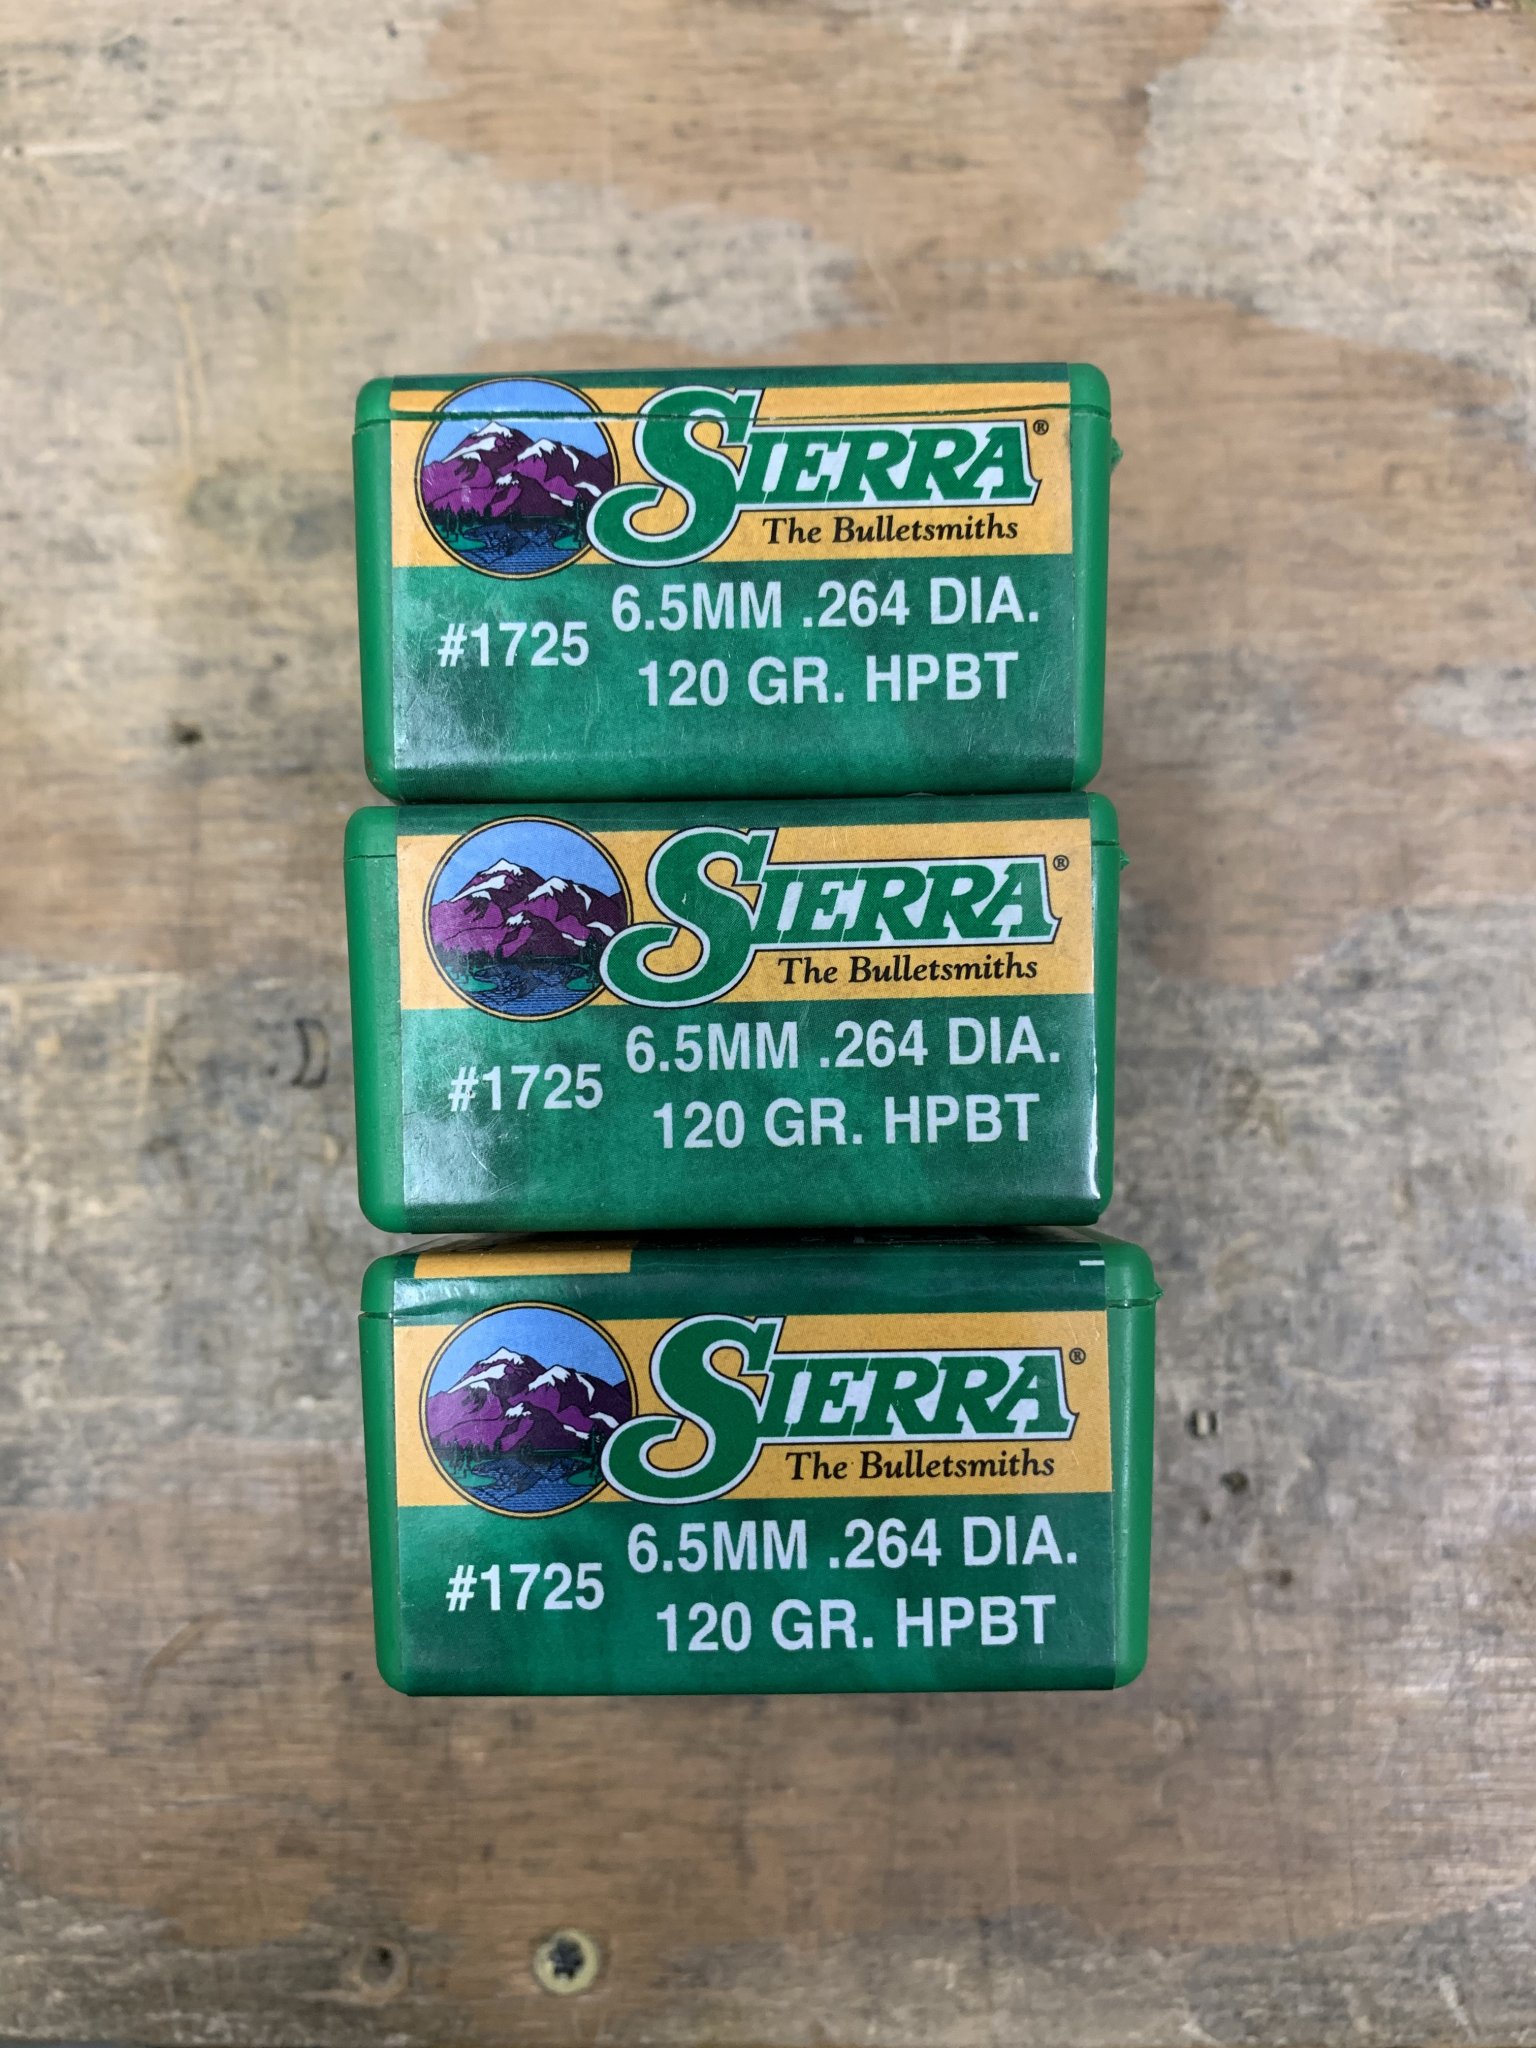 SIERRA®
The Bulletsmiths
6.5MM .264 DIA.
#1725
120 GR. HPBT
SIERRA®
The Bulletsmiths
6.5MM .264 DIA.
#1725
120 GR. HPBT
SIERRA®
The Bulletsmiths
6.5MM .264 DIA.
#1725
120 GR. HPBT